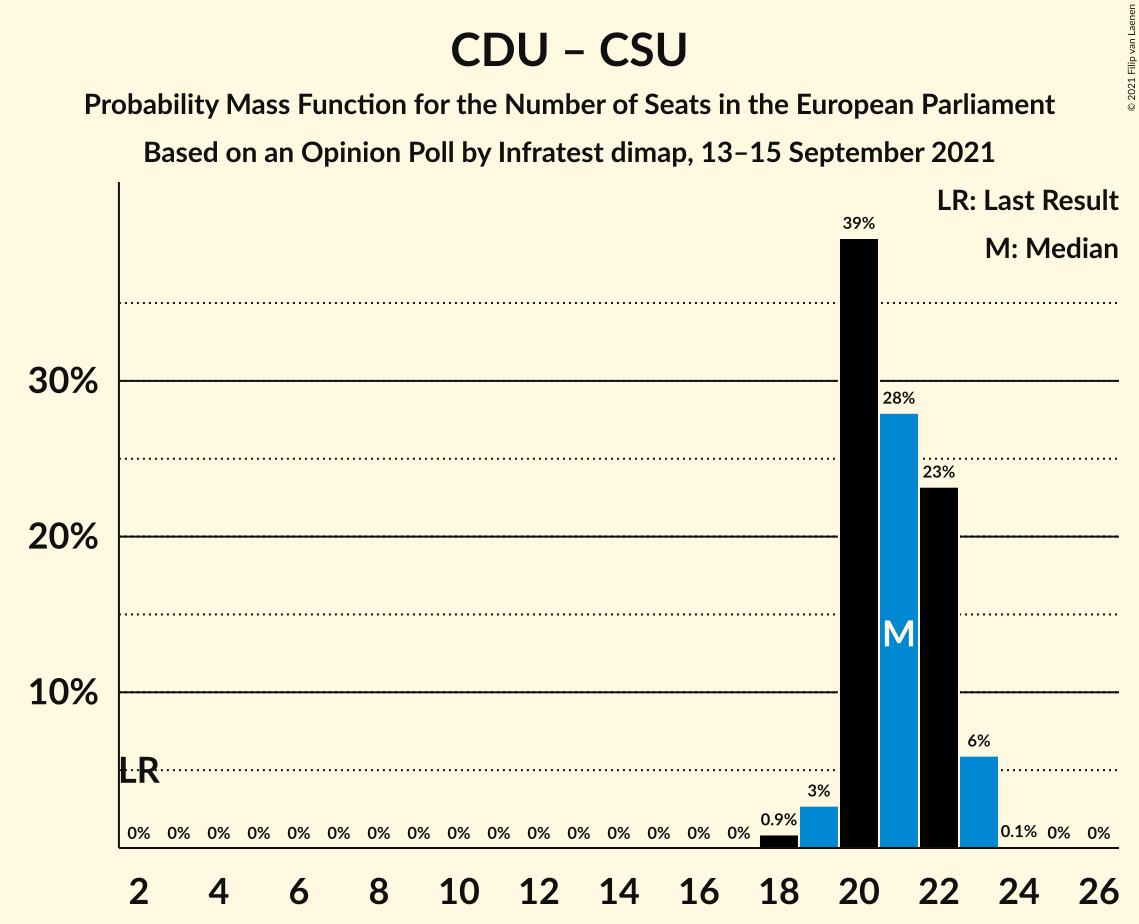 CDU – CSU
Probability Mass Function for the Number of Seats in the European Parliament
Based on an Opinion Poll by Infratest dimap, 13–15 September 2021
© 2021 Filip van Laenen
LR: Last Result
M: Median
39%
30%
28%
23%
20%
M
10%
6%
LR
3%
0.9%
0% 0% 0% 0% 0% 0% 0% 0% 0% 0% 0% 0% 0% 0% 0% 0% 0.1% 0% 0%
2 4 6 8 10 12 14 16 18 20 22 24 26